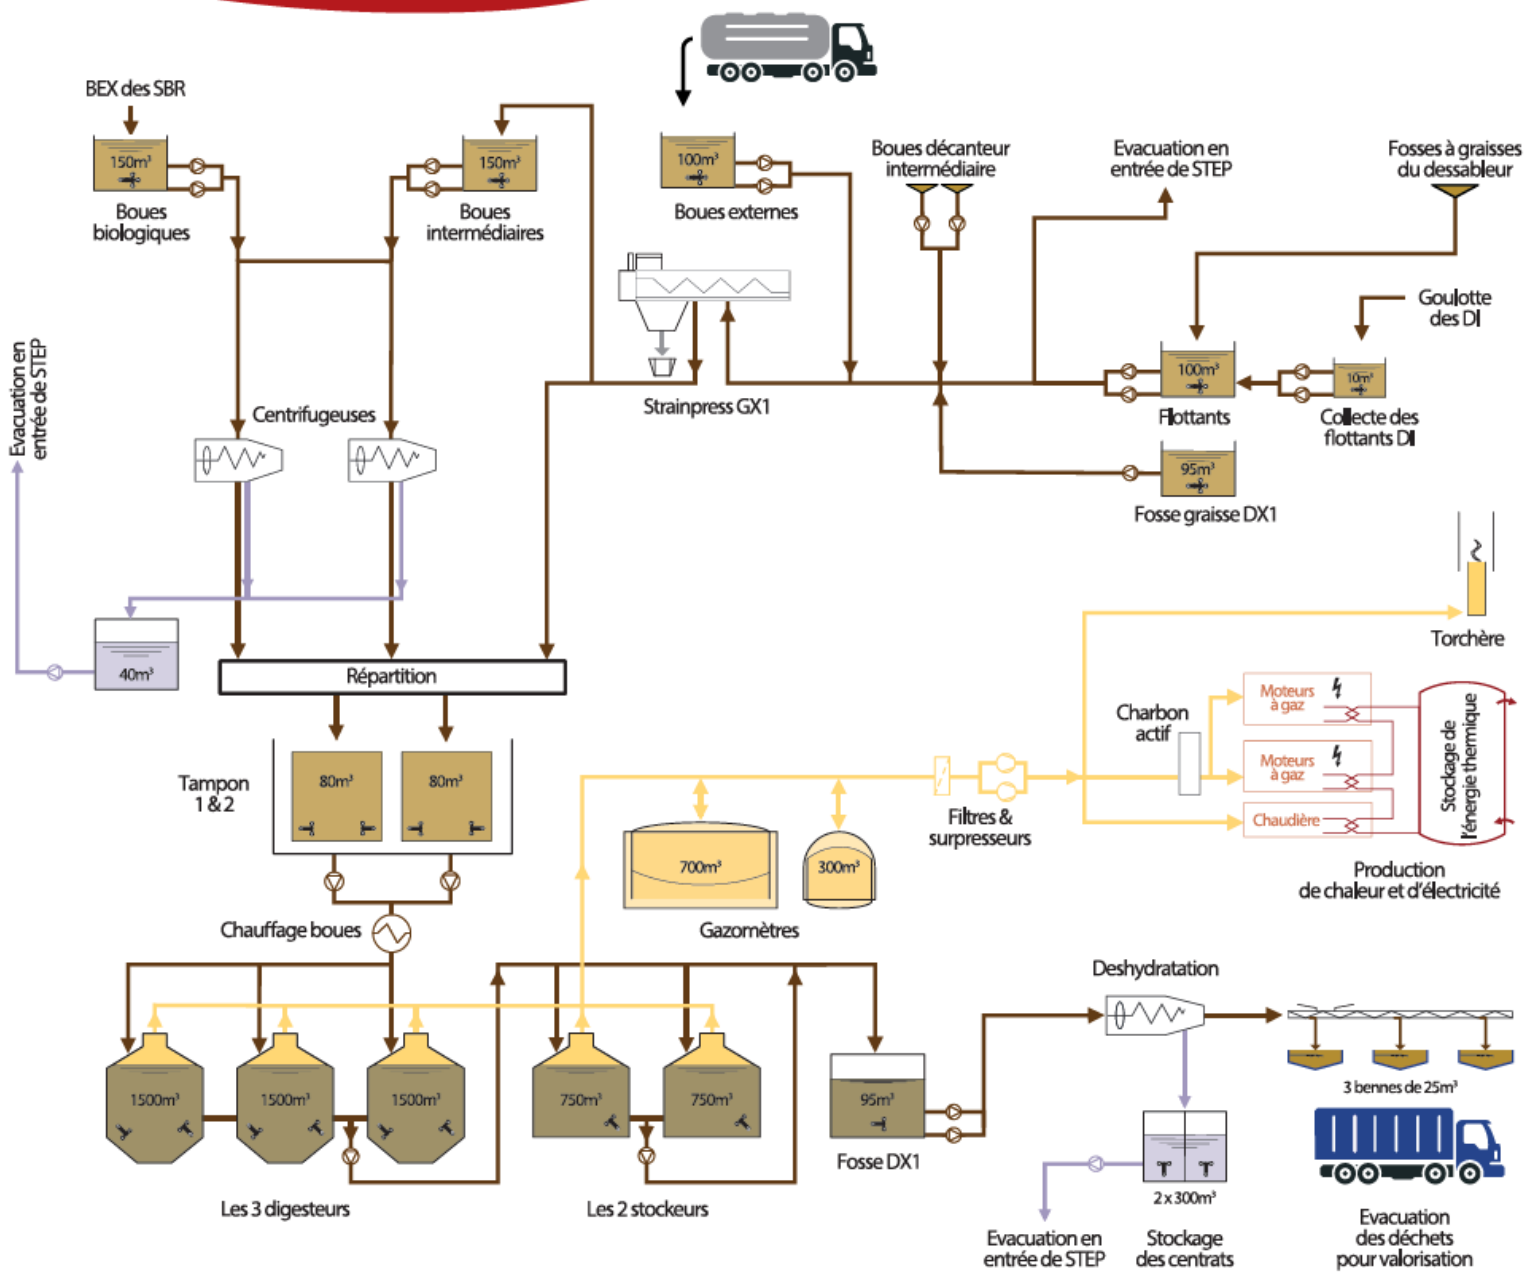 BEX des SBR
150m³
Boues
biologiques
150m³
Boues
intermédiaires
100m³
Boues externes
Boues décanteur
intermédiaire
Evacuation en
entrée de STEP
Fosses à graisses
du dessableur
Goulotte
des DI
100m³
Flottants
10m³
Collecte des
flottants DI
95m³
Fosse graisse DX1
Strainpress GX1
Centrifugeuses
Evacuation en
entrée de STEP
40m³
Répartition
Tampon
1 & 2
80m³
80m³
Chauffage boues
1500m³
1500m³
1500m³
Les 3 digesteurs
750m³
750m³
Les 2 stockeurs
700m³
300m³
Gazomètres
Filtres &
surpresseurs
Charbon
actif
Torchère
Moteurs
à gaz
Moteurs
à gaz
Chaudière
Stockage de
l'énergie thermique
Production
de chaleur et d'électricité
95m³
Fosse DX1
Deshydratation
2 x 300m³
Stockage
des centrats
Evacuation en
entrée de STEP
3 bennes de 25m³
Evacuation
des déchets
pour valorisation